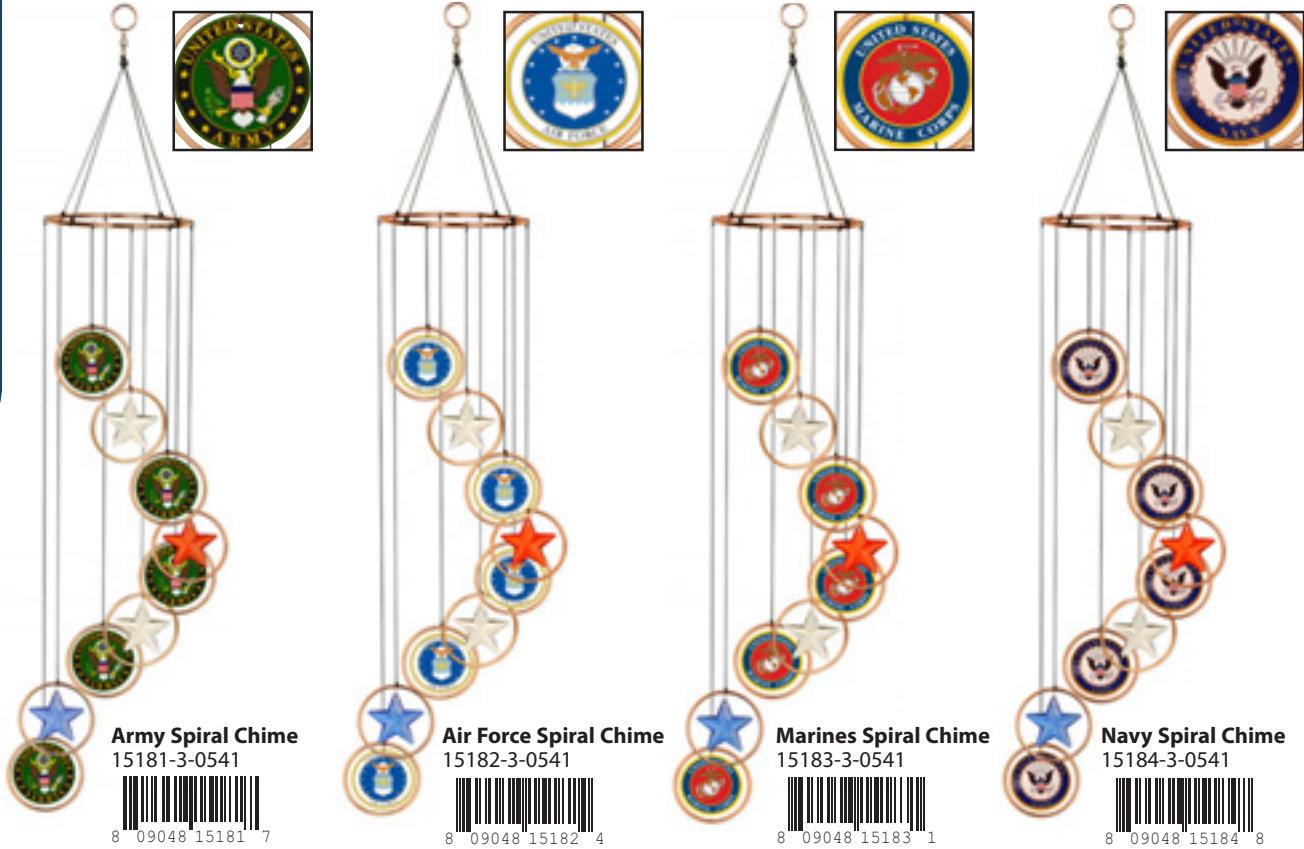 UNITED STATES
ARMY
UNITED STATES
AIR FORCE
UNITED STATES
MARINE CORPS
UNITED STATES
NAVY
Army Spiral Chime
15181-3-0541
8 09048 15181 7
Air Force Spiral Chime
15182-3-0541
8 09048 15182 4
Marines Spiral Chime
15183-3-0541
8 09048 15183 1
Navy Spiral Chime
15184-3-0541
8 09048 15184 8